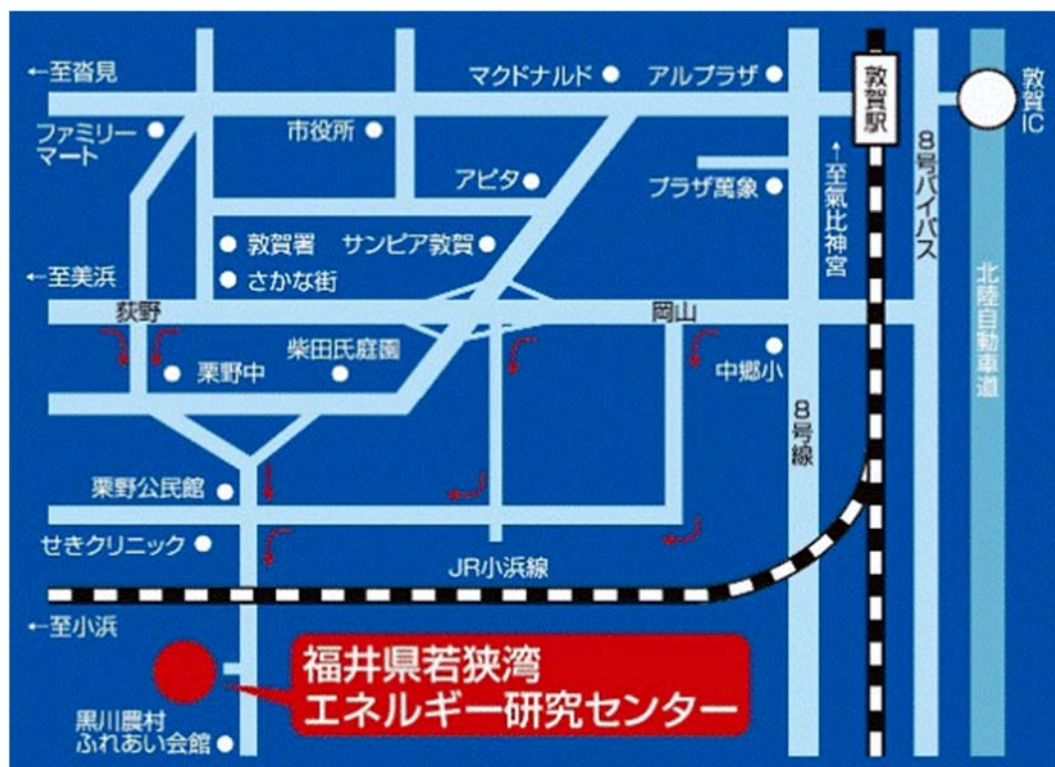 ←至沓見
マクドナルド
アルプラザ
敦賀駅
敦賀IC
ファミリー
マート
市役所
アピタ
プラザ萬象
↑至氣比神宮
8号バイパス
敦賀署
サンピア敦賀
さかな街
←至美浜
荻野
岡山
北陸自動車道
柴田氏庭園
栗野中
中郷小
8号線
栗野公民館
せきクリニック
JR小浜線
←至小浜
福井県若狭湾
エネルギー研究センター
黒川農村
ふれあい会館